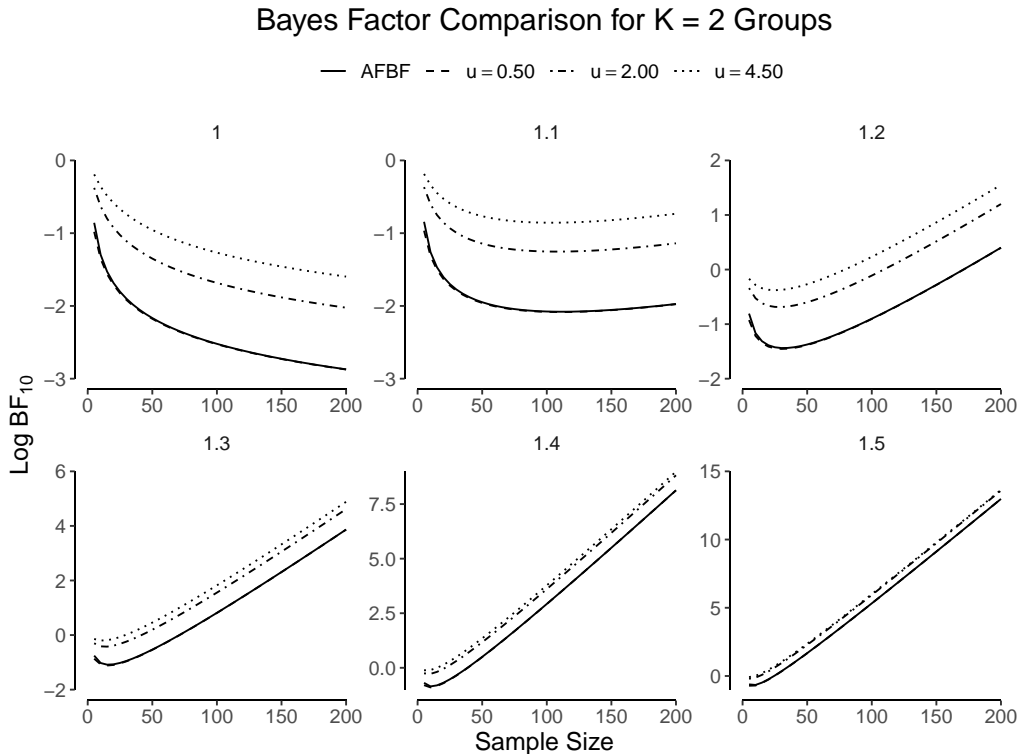 Bayes Factor Comparison for K = 2 Groups
AFBF u = 0.50 u = 2.00 u = 4.50
1 1.1 1.2
0 0 2
−1 −1 1
0
−2 −2 −1
−3 −3 −2
0 50 100 150 200 0 50 100 150 200 0 50 100 150 200
Log BF10
1.3 1.4 1.5
6 15
4 7.5 10
2 5.0
0 2.5 5
−2 0.0 0
0 50 100 150 200 0 50 100 150 200 0 50 100 150 200
Sample Size